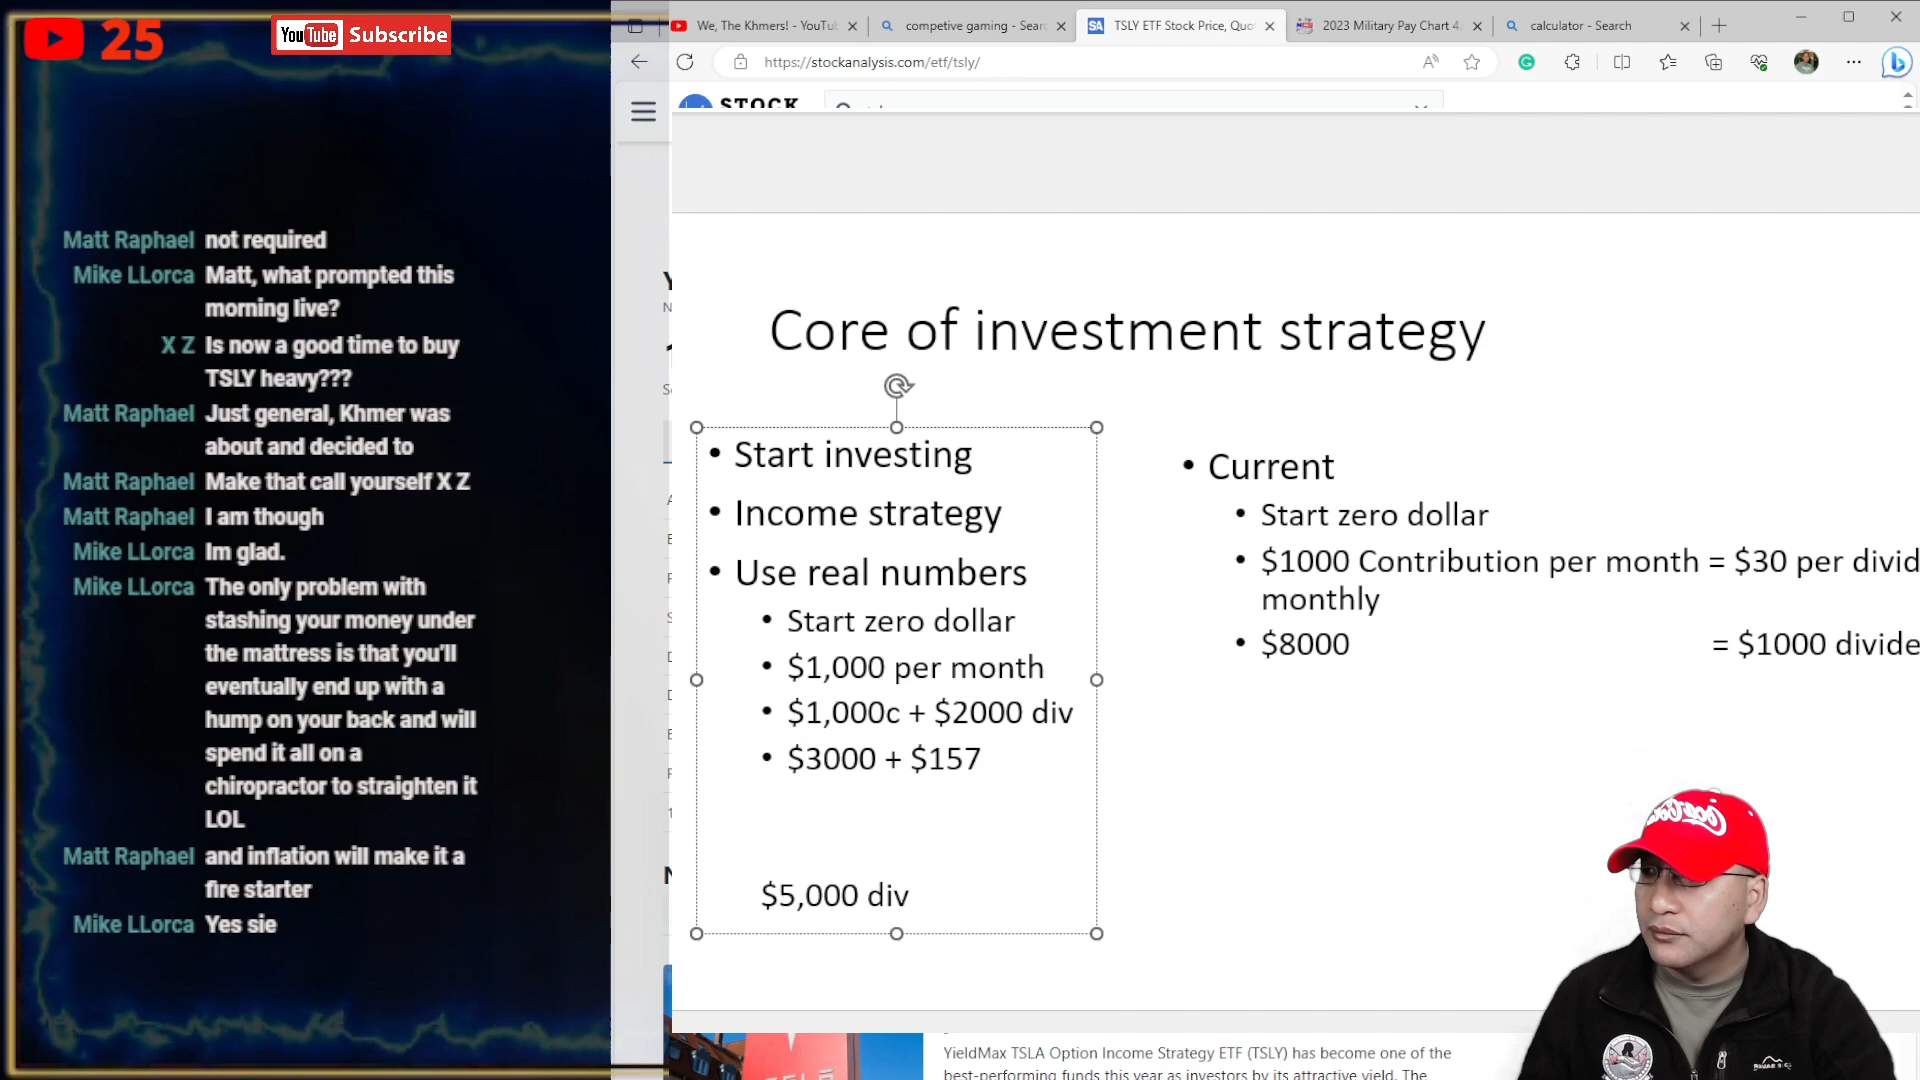 25
YouTube Subscribe
We, The Khmers! - YouTu
competive gaming - Searc
SA TSLY ETF Stock Price, Quo
2023 Military Pay Chart 4.
calculator - Search
https://stockanalysis.com/etf/tsly/
STOCK
Matt Raphael not required
Mike LLorca Matt, what prompted this
morning live?
X Z Is now a good time to buy
TSLY heavy???
Matt Raphael Just general, Khmer was
about and decided to
Matt Raphael Make that call yourself X Z
Matt Raphael I am though
Mike LLorca Im glad.
Mike LLorca The only problem with
stashing your money under
the mattress is that you'll
eventually end up with a
hump on your back and will
spend it all on a
chiropractor to straighten it
LOL
Matt Raphael and inflation will make it a
fire starter
Mike LLorca Yes sie
Core of investment strategy
• Start investing
• Income strategy
• Use real numbers
• Start zero dollar
• $1,000 per month
• $1,000c + $2000 div
• $3000 + $157
$5,000 div
• Current
• Start zero dollar
• $1000 Contribution per month = $30 per divid
monthly
• $8000 = $1000 divide
Coca-Cola
YieldMax TSLA Option Income Strategy ETF (TSLY) has become one of the
best-performing funds this year as investors by its attractive yield. The